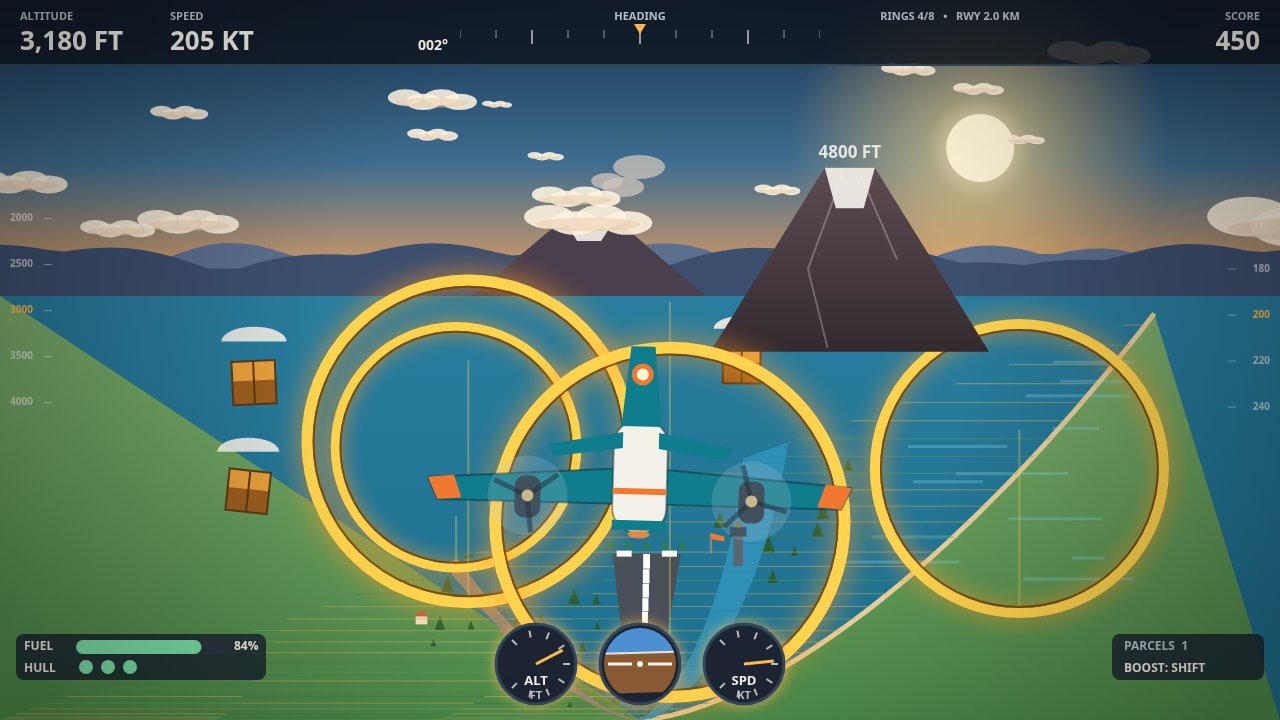 ALTITUDE
3,180 FT
SPEED
205 KT
HEADING
002°
RINGS 4/8 • RWY 2.0 KM
SCORE
450
4800 FT
2000
2500
3000
3500
4000
180
200
220
240
FUEL
84%
HULL
ALT
FT
SPD
KT
PARCELS 1
BOOST: SHIFT